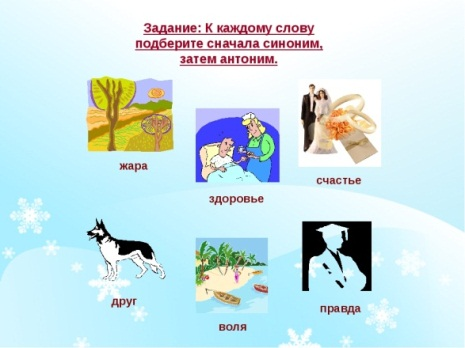 Задание: К каждому слову
подберите сначала синоним,
затем антоним.
жара
здоровье
счастье
друг
воля
правда